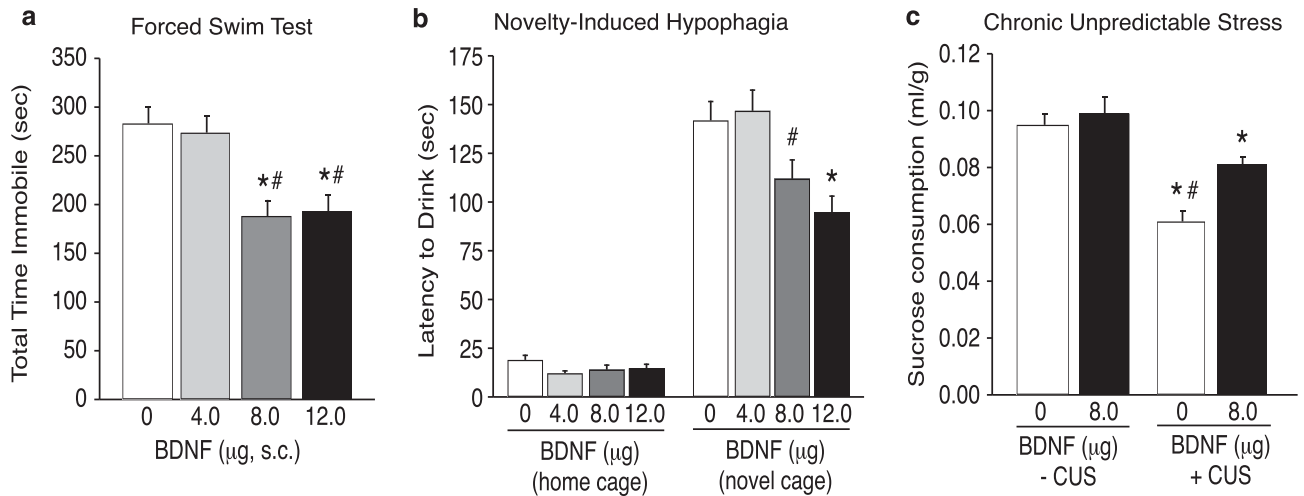 a
Forced Swim Test
Total Time Immobile (sec)
350
300
250
200
150
100
50
0
*#
*#
0 4.0 8.0 12.0
BDNF (μg, s.c.)
b
Novelty-Induced Hypophagia
Latency to Drink (sec)
175
150
125
100
75
50
25
0
#
*
0 4.0 8.0 12.0
BDNF (μg)
(home cage)
0 4.0 8.0 12.0
BDNF (μg)
(novel cage)
c
Chronic Unpredictable Stress
Sucrose consumption (ml/g)
0.12
0.10
0.08
0.06
0.04
0.02
0.00
*#
*
0 8.0
BDNF (μg)
- CUS
0 8.0
BDNF (μg)
+ CUS